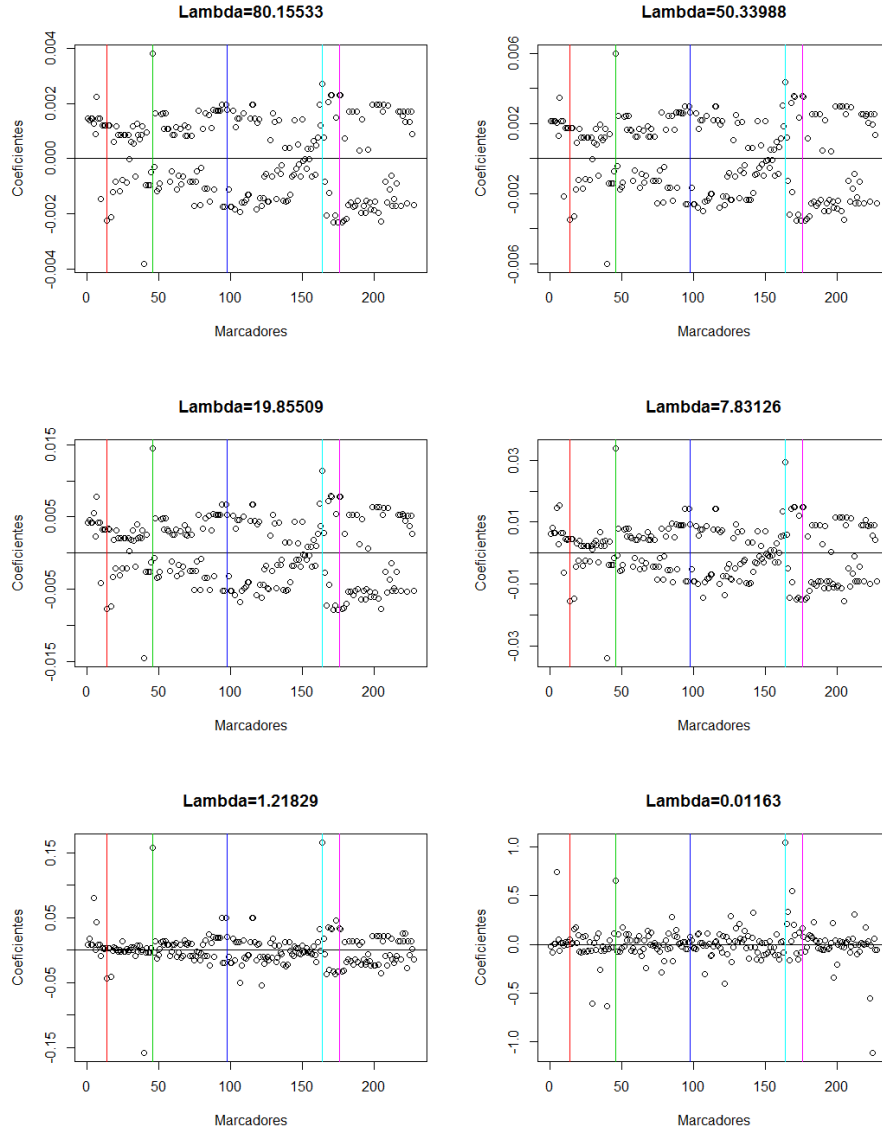 Lambda=80.15533
Coeficientes
0.004
0.002
0.000
-0.002
-0.004
0 50 100 150 200
Marcadores
Lambda=50.33988
Coeficientes
0.006
0.002
-0.002
-0.006
0 50 100 150 200
Marcadores
Lambda=19.85509
Coeficientes
0.015
0.005
-0.005
-0.015
0 50 100 150 200
Marcadores
Lambda=7.83126
Coeficientes
0.03
0.01
-0.01
-0.03
0 50 100 150 200
Marcadores
Lambda=1.21829
Coeficientes
0.15
0.05
-0.05
-0.15
0 50 100 150 200
Marcadores
Lambda=0.01163
Coeficientes
1.0
0.5
0.0
-0.5
-1.0
0 50 100 150 200
Marcadores